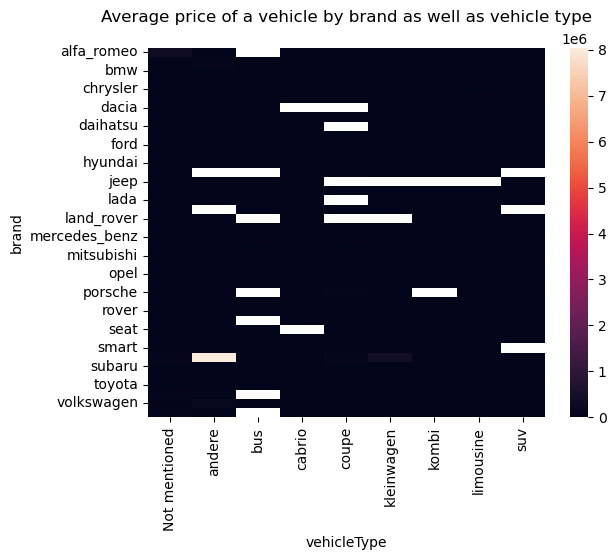 Average price of a vehicle by brand as well as vehicle type
1e6
alfa_romeo
bmw
chrysler
dacia
daihatsu
ford
hyundai
jeep
lada
land_rover
mercedes_benz
mitsubishi
opel
porsche
rover
seat
smart
subaru
toyota
volkswagen
brand
8
7
6
5
4
3
2
1
0
Not mentioned
andere
bus
cabrio
coupe
kleinwagen
kombi
limousine
suv
vehicleType